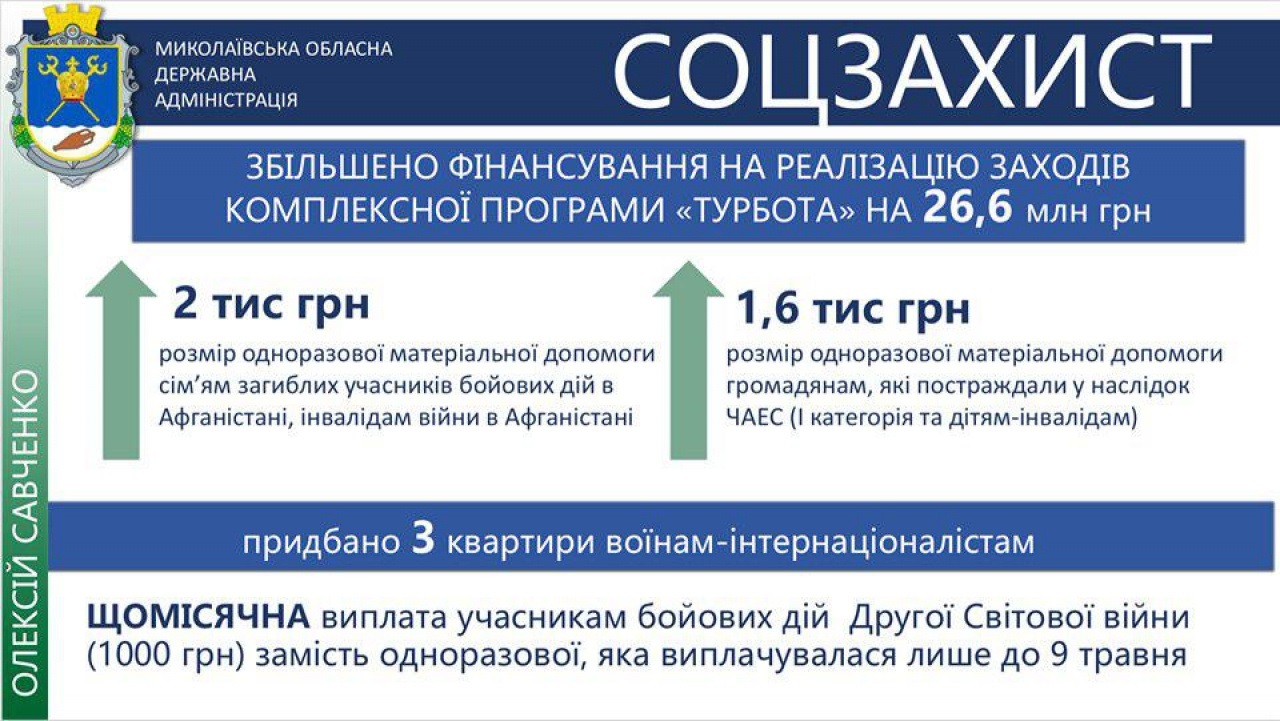 МИКОЛАЇВСЬКА ОБЛАСНА
ДЕРЖАВНА
АДМІНІСТРАЦІЯ
СОЦЗАХИСТ
ЗБІЛЬШЕНО ФІНАНСУВАННЯ НА РЕАЛІЗАЦІЮ ЗАХОДІВ
КОМПЛЕКСНОЇ ПРОГРАМИ «ТУРБОТА» НА 26,6 млн грн
2 тис грн
розмір одноразової матеріальної допомоги
сім’ям загиблих учасників бойових дій в
Афганістані, інвалідам війни в Афганістані
1,6 тис грн
розмір одноразової матеріальної допомоги
громадянам, які постраждали у наслідок
ЧАЕС (І категорія та дітям-інвалідам)
придбано 3 квартири воїнам-інтернаціоналістам
ЩОМІСЯЧНА виплата учасникам бойових дій Другої Світової війни
(1000 грн) замість одноразової, яка виплачувалася лише до 9 травня
ОЛЕКСІЙ САВЧЕНКО